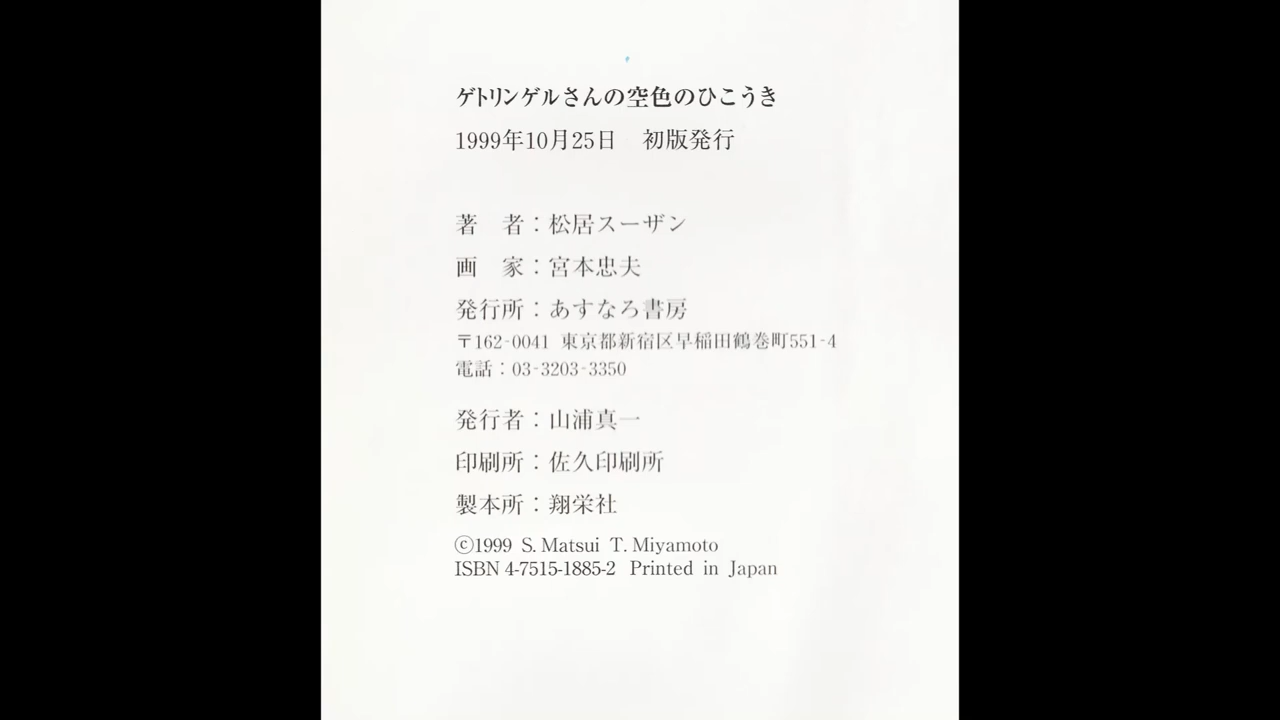 ゲトリンゲルさんの空色のひこうき
1999年10月25日　初版発行
著　者：松居スーザン
画　家：宮本忠夫
発行所：あすなろ書房
〒162-0041 東京都新宿区早稲田鶴巻町551-4
電話：03-3203-3350
発行者：山浦真一
印刷所：佐久印刷所
製本所：翔栄社
©1999 S. Matsui T. Miyamoto
ISBN 4-7515-1885-2 Printed in Japan